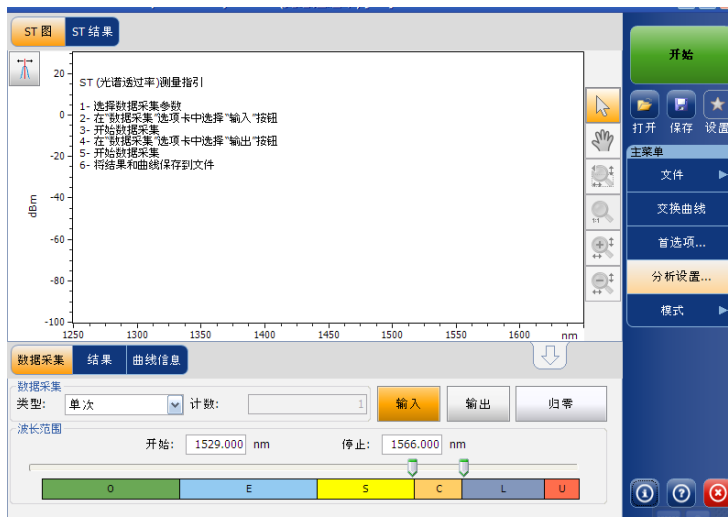 ST 图
ST 结果
开始
打开
保存
设置
主菜单
文件
交换曲线
首选项...
分析设置...
模式
20
0
-20
-40
-60
-80
-100
dBm
ST (光谱透过率)测量指引
1- 选择数据采集参数
2- 在"数据采集"选项卡中选择"输入"按钮
3- 开始数据采集
4- 在"数据采集"选项卡中选择"输出"按钮
5- 开始数据采集
6- 将结果和曲线保存到文件
1250 1300 1350 1400 1450 1500 1550 1600 nm
1:1
数据采集
结果
曲线信息
数据采集
类型: 单次 计数: 1 输入 输出 归零
波长范围
开始: 1529.000 nm 停止: 1566.000 nm
O E S C L U